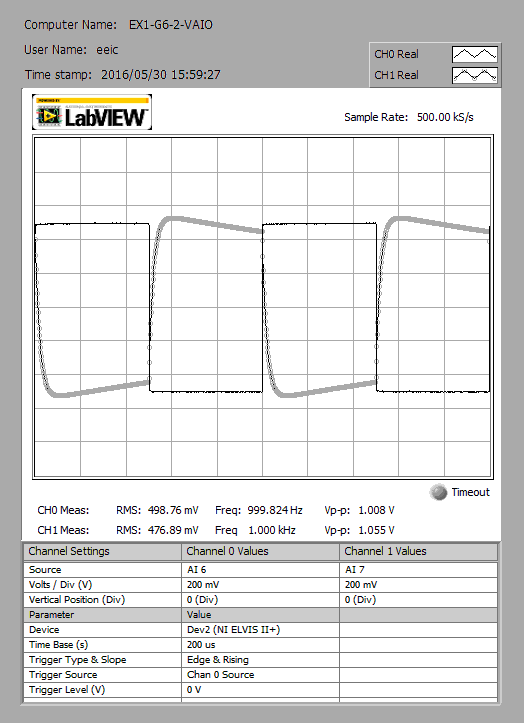 Computer Name: EX1-G6-2-VAIO
User Name: eeic
Time stamp: 2016/05/30 15:59:27
CH0 Real
CH1 Real
POWERED BY
LabVIEW
Sample Rate: 500.00 kS/s
Timeout
CH0 Meas: RMS: 498.76 mV Freq: 999.824 Hz Vp-p: 1.008 V
CH1 Meas: RMS: 476.89 mV Freq 1.000 kHz Vp-p: 1.055 V
Channel Settings Channel 0 Values Channel 1 Values
Source AI 6 AI 7
Volts / Div (V) 200 mV 200 mV
Vertical Position (Div) 0 (Div) 0 (Div)
Parameter Value
Device Dev2 (NI ELVIS II+)
Time Base (s) 200 us
Trigger Type & Slope Edge & Rising
Trigger Source Chan 0 Source
Trigger Level (V) 0 V